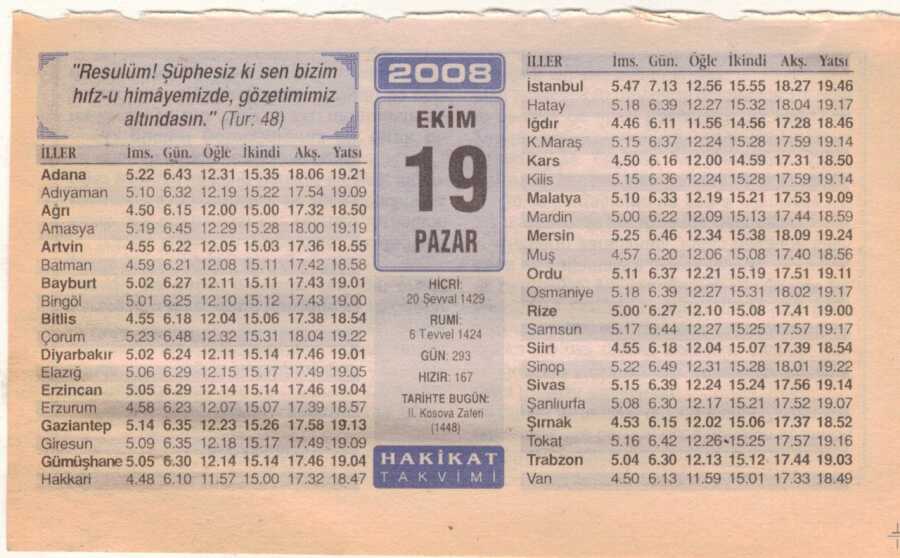 "Resulüm! Şüphesiz ki sen bizim
hıfz-u himâyemizde, gözetimimiz
altındasın." (Tur: 48)
İLLER İms. Gün. Öğle İkindi Akş. Yatsı
Adana 5.22 6.43 12.31 15.35 18.06 19.21
Adıyaman 5.10 6.32 12.19 15.22 17.54 19.09
Ağrı 4.50 6.15 12.00 15.00 17.32 18.50
Amasya 5.19 6.45 12.29 15.28 18.00 19.19
Artvin 4.55 6.22 12.05 15.03 17.36 18.55
Batman 4.59 6.21 12.08 15.11 17.42 18.58
Bayburt 5.02 6.27 12.11 15.11 17.43 19.01
Bingöl 5.01 6.25 12.10 15.12 17.43 19.00
Bitlis 4.55 6.18 12.04 15.06 17.38 18.54
Çorum 5.23 6.48 12.32 15.31 18.04 19.22
Diyarbakır 5.02 6.24 12.11 15.14 17.46 19.01
Elazığ 5.06 6.29 12.15 15.17 17.49 19.05
Erzincan 5.05 6.29 12.14 15.14 17.46 19.04
Erzurum 4.58 6.23 12.07 15.07 17.39 18.57
Gaziantep 5.14 6.35 12.23 15.26 17.58 19.13
Giresun 5.09 6.35 12.18 15.17 17.49 19.09
Gümüşhane 5.05 6.30 12.14 15.14 17.46 19.04
Hakkari 4.48 6.10 11.57 15.00 17.32 18.47
2008
EKİM
19
PAZAR
HİCRİ:
20 Şevval 1429
RUMİ:
6 T.evvel 1424
GÜN: 293
HIZIR: 167
TARİHTE BUGÜN:
II. Kosova Zaferi
(1448)
HAKİKAT
TAKVİMİ
İLLER İms. Gün. Öğle İkindi Akş. Yatsı
İstanbul 5.47 7.13 12.56 15.55 18.27 19.46
Hatay 5.18 6.39 12.27 15.32 18.04 19.17
Iğdır 4.46 6.11 11.56 14.56 17.28 18.46
K.Maraş 5.15 6.37 12.24 15.28 17.59 19.14
Kars 4.50 6.16 12.00 14.59 17.31 18.50
Kilis 5.15 6.36 12.24 15.28 17.59 19.14
Malatya 5.10 6.33 12.19 15.21 17.53 19.09
Mardin 5.00 6.22 12.09 15.13 17.44 18.59
Mersin 5.25 6.46 12.34 15.38 18.09 19.24
Muş 4.57 6.20 12.06 15.08 17.40 18.56
Ordu 5.11 6.37 12.21 15.19 17.51 19.11
Osmaniye 5.18 6.39 12.27 15.31 18.02 19.17
Rize 5.00 6.27 12.10 15.08 17.41 19.00
Samsun 5.17 6.44 12.27 15.25 17.57 19.17
Siirt 4.55 6.18 12.04 15.07 17.39 18.54
Sinop 5.22 6.49 12.31 15.28 18.01 19.22
Sivas 5.15 6.39 12.24 15.24 17.56 19.14
Şanlıurfa 5.08 6.30 12.17 15.21 17.52 19.07
Şırnak 4.53 6.15 12.02 15.06 17.37 18.52
Tokat 5.16 6.42 12.26 15.25 17.57 19.16
Trabzon 5.04 6.30 12.13 15.12 17.44 19.03
Van 4.50 6.13 11.59 15.01 17.33 18.49